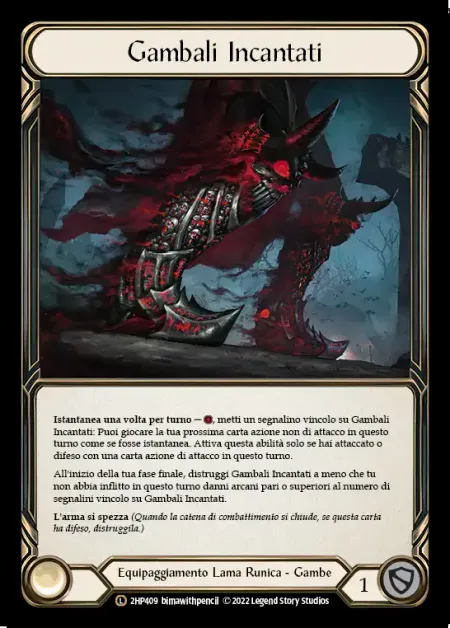 Gambali Incantati
Istantanea una volta per turno — , metti un segnalino vincolo su Gambali
Incantati: Puoi giocare la tua prossima carta azione non di attacco in questo
turno come se fosse istantanea. Attiva questa abilità solo se hai attaccato o
difeso con una carta azione di attacco in questo turno.
All'inizio della tua fase finale, distruggi Gambali Incantati a meno che tu
non abbia inflitto in questo turno danni arcani pari o superiori al numero di
segnalini vincolo su Gambali Incantati.
L'arma si spezza (Quando la catena di combattimento si chiude, se questa carta
ha difeso, distruggila.)
Equipaggiamento Lama Runica - Gambe
1
L 2HP409 bimawithpencil © 2022 Legend Story Studios